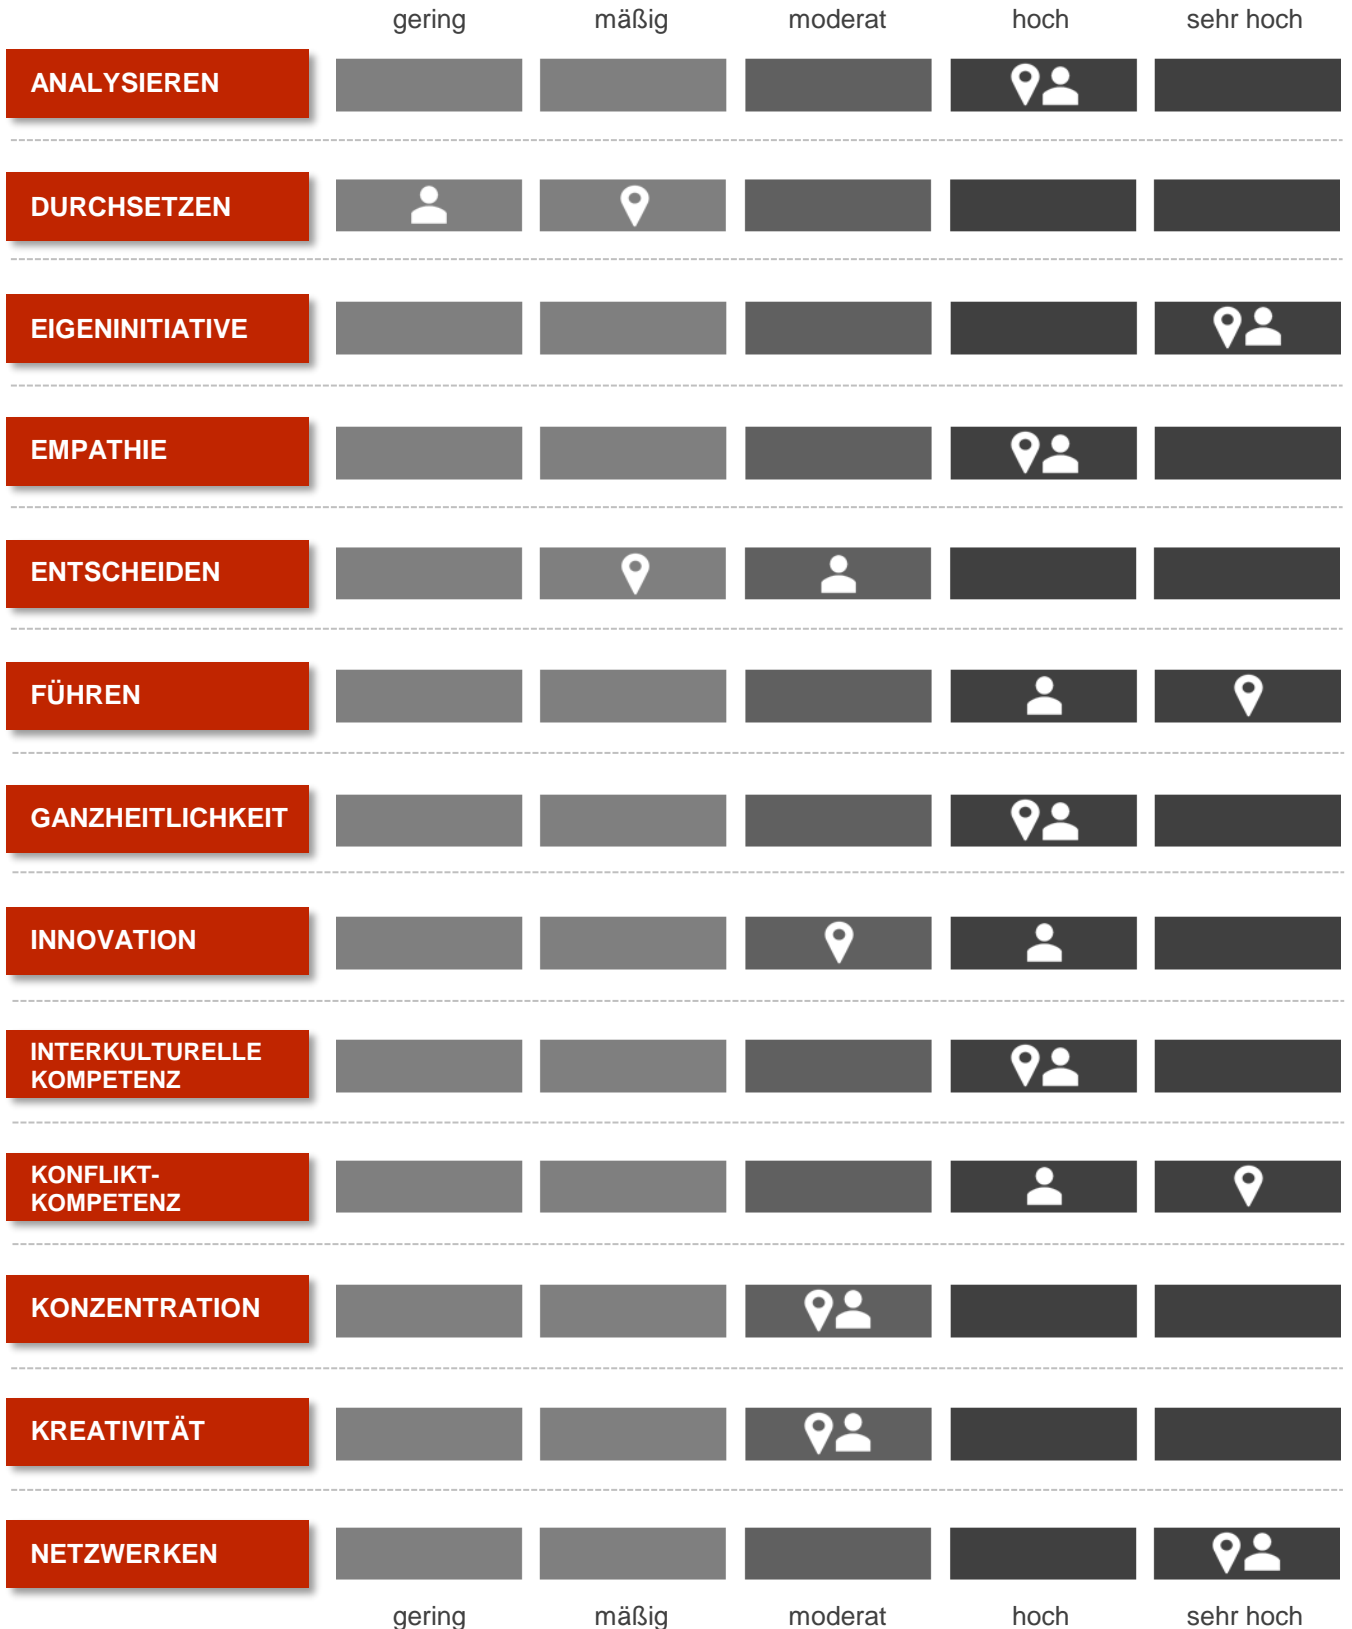 gering mäßig moderat hoch sehr hoch
ANALYSIEREN
DURCHSETZEN
EIGENINITIATIVE
EMPATHIE
ENTSCHEIDEN
FÜHREN
GANZHEITLICHKEIT
INNOVATION
INTERKULTURELLE
KOMPETENZ
KONFLIKT-
KOMPETENZ
KONZENTRATION
KREATIVITÄT
NETZWERKEN
gering mäßig moderat hoch sehr hoch